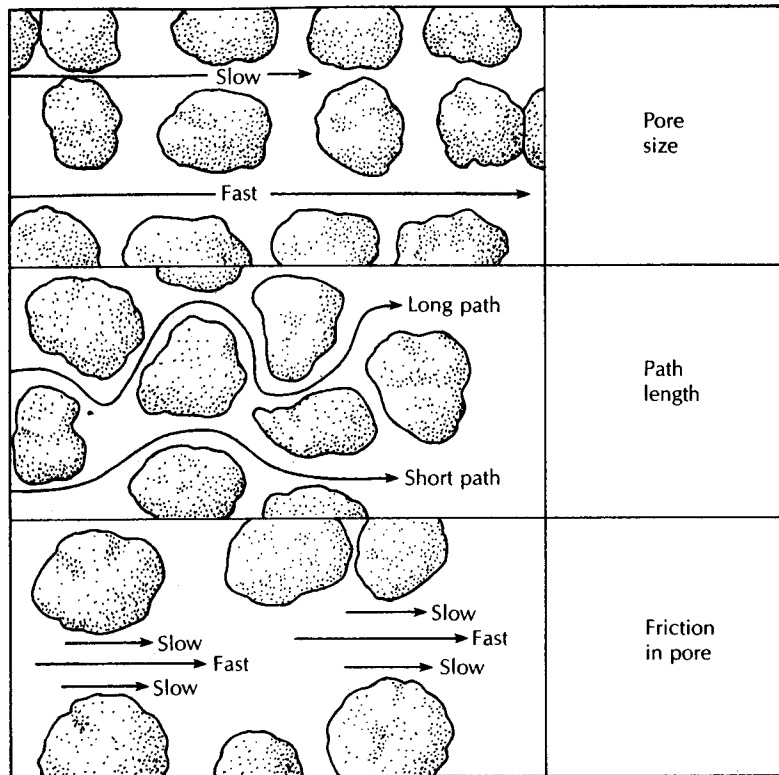 Slow
Pore
size
Fast
Long path
Path
length
Short path
Slow
Slow
Fast
Friction
in pore
Fast
Slow
Slow